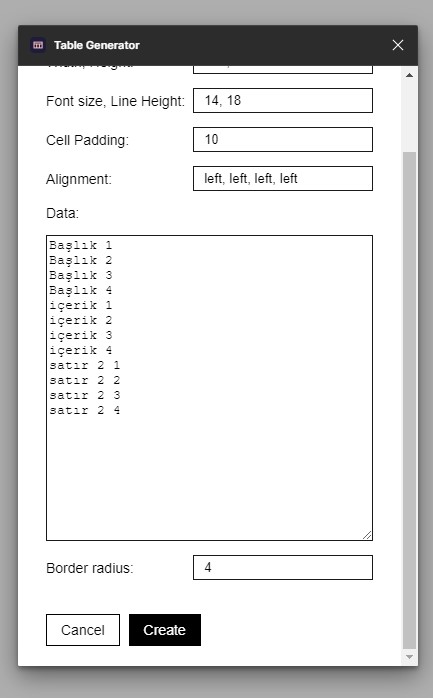 Table Generator
Font size, Line Height: 14, 18
Cell Padding: 10
Alignment: left, left, left, left
Data:
Başlık 1
Başlık 2
Başlık 3
Başlık 4
içerik 1
içerik 2
içerik 3
içerik 4
satır 2 1
satır 2 2
satır 2 3
satır 2 4
Border radius: 4
Cancel Create